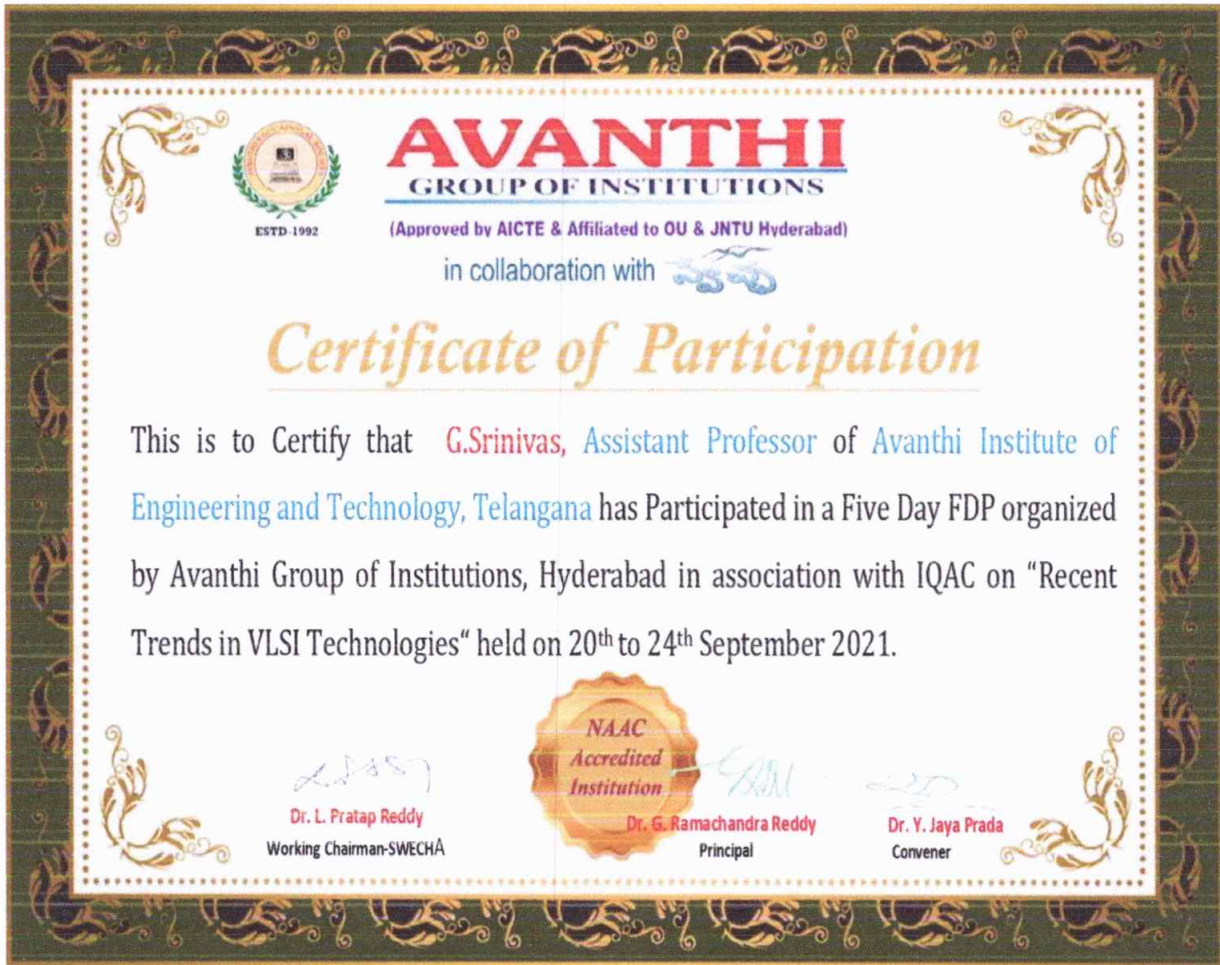 ESTD-1992
AVANTHI
GROUP OF INSTITUTIONS
(Approved by AICTE & Affiliated to OU & JNTU Hyderabad)
in collaboration with స్వేచ్ఛ
Certificate of Participation
This is to Certify that G.Srinivas, Assistant Professor of Avanthi Institute of
Engineering and Technology, Telangana has Participated in a Five Day FDP organized
by Avanthi Group of Institutions, Hyderabad in association with IQAC on “Recent
Trends in VLSI Technologies“ held on 20th to 24th September 2021.
NAAC
Accredited
Institution
Dr. L. Pratap Reddy
Working Chairman-SWECHA
Dr. G. Ramachandra Reddy
Principal
Dr. Y. Jaya Prada
Convener